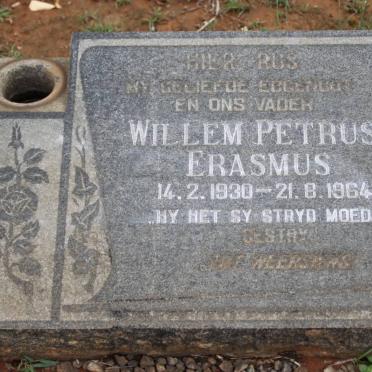 HIER RUS
MY GELIEFDE EGGENOOT
EN ONS VADER
WILLEM PETRUS
ERASMUS
14. 2. 1930 — 21. 8. 1964
„HY HET SY STRYD MOED
GESTRY